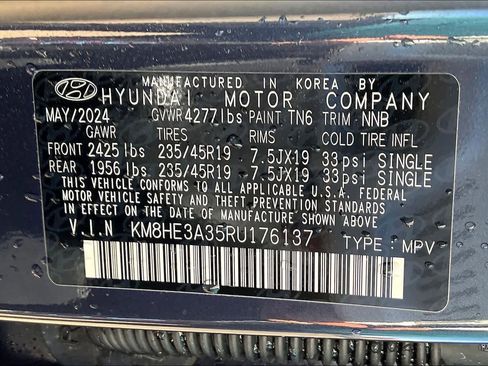 MANUFACTURED IN KOREA BY
HYUNDAI MOTOR COMPANY
MAY/2024 GVWR 4277lbs PAINT: TN6 TRIM: NNB
GAWR TIRES RIMS COLD TIRE INFL
FRONT 2425 lbs 235/45R19 7.5JX19 33psi SINGLE
REAR 1956 lbs 235/45R19 7.5JX19 33psi SINGLE
THIS VEHICLE CONFORMS TO ALL APPLICABLE U.S.A. FEDERAL
MOTOR VEHICLE SAFETY, BUMPER, AND THEFT PREVENTION STANDARDS
IN EFFECT ON THE DATE OF MANUFACTURE SHOWN ABOVE.
V I N KM8HE3A35RU176137 TYPE : MPV